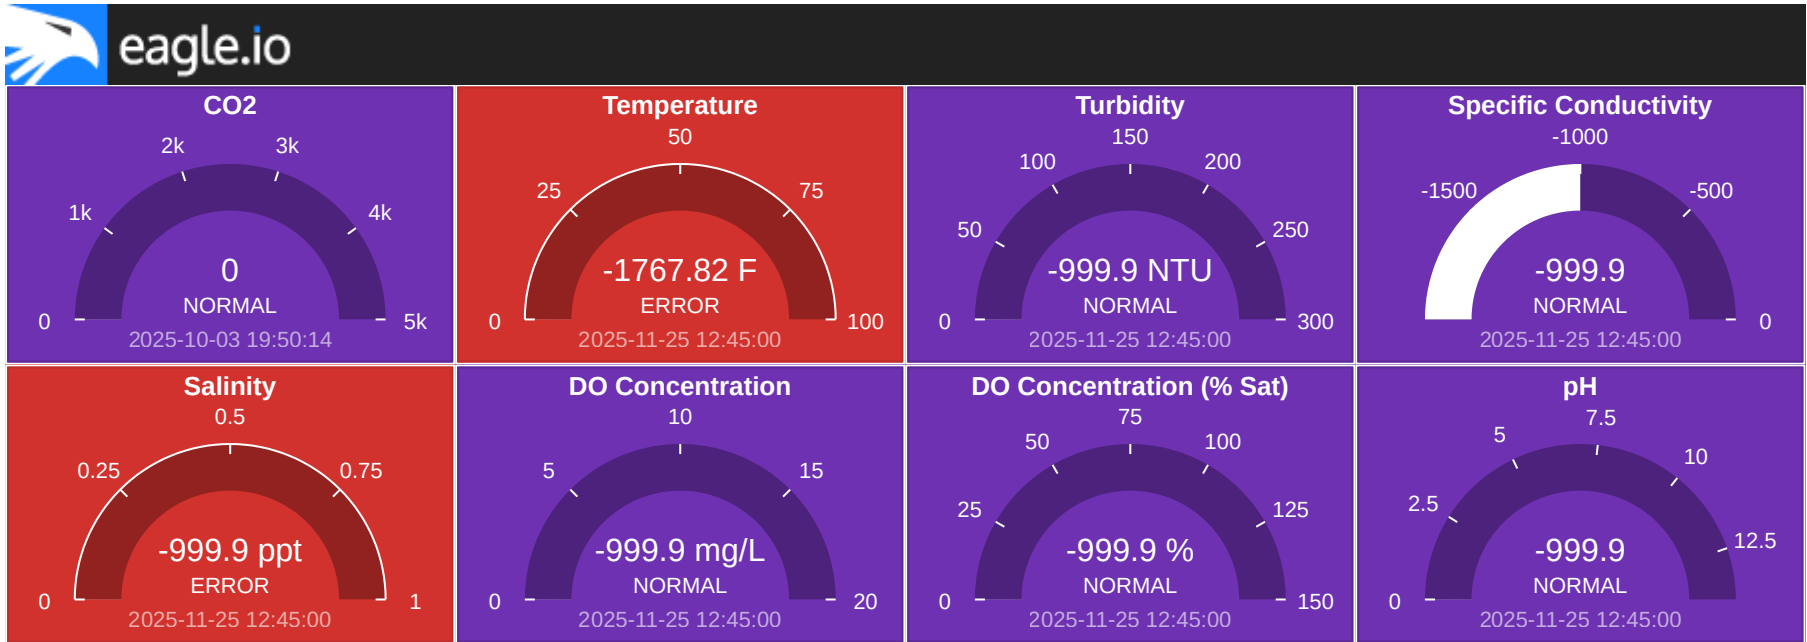 eagle.io
CO2
2k
3k
1k
4k
0
NORMAL
0
5k
2025-10-03 19:50:14
Temperature
50
25
75
-1767.82 F
ERROR
0
100
2025-11-25 12:45:00
Turbidity
150
100
200
50
250
-999.9 NTU
NORMAL
0
300
2025-11-25 12:45:00
Specific Conductivity
-1000
-1500
-500
-999.9
NORMAL
0
2025-11-25 12:45:00
Salinity
0.5
0.25
0.75
-999.9 ppt
ERROR
0
1
2025-11-25 12:45:00
DO Concentration
10
5
15
-999.9 mg/L
NORMAL
0
20
2025-11-25 12:45:00
DO Concentration (% Sat)
75
50
100
25
125
-999.9 %
NORMAL
0
150
2025-11-25 12:45:00
pH
7.5
5
10
2.5
12.5
-999.9
NORMAL
0
2025-11-25 12:45:00